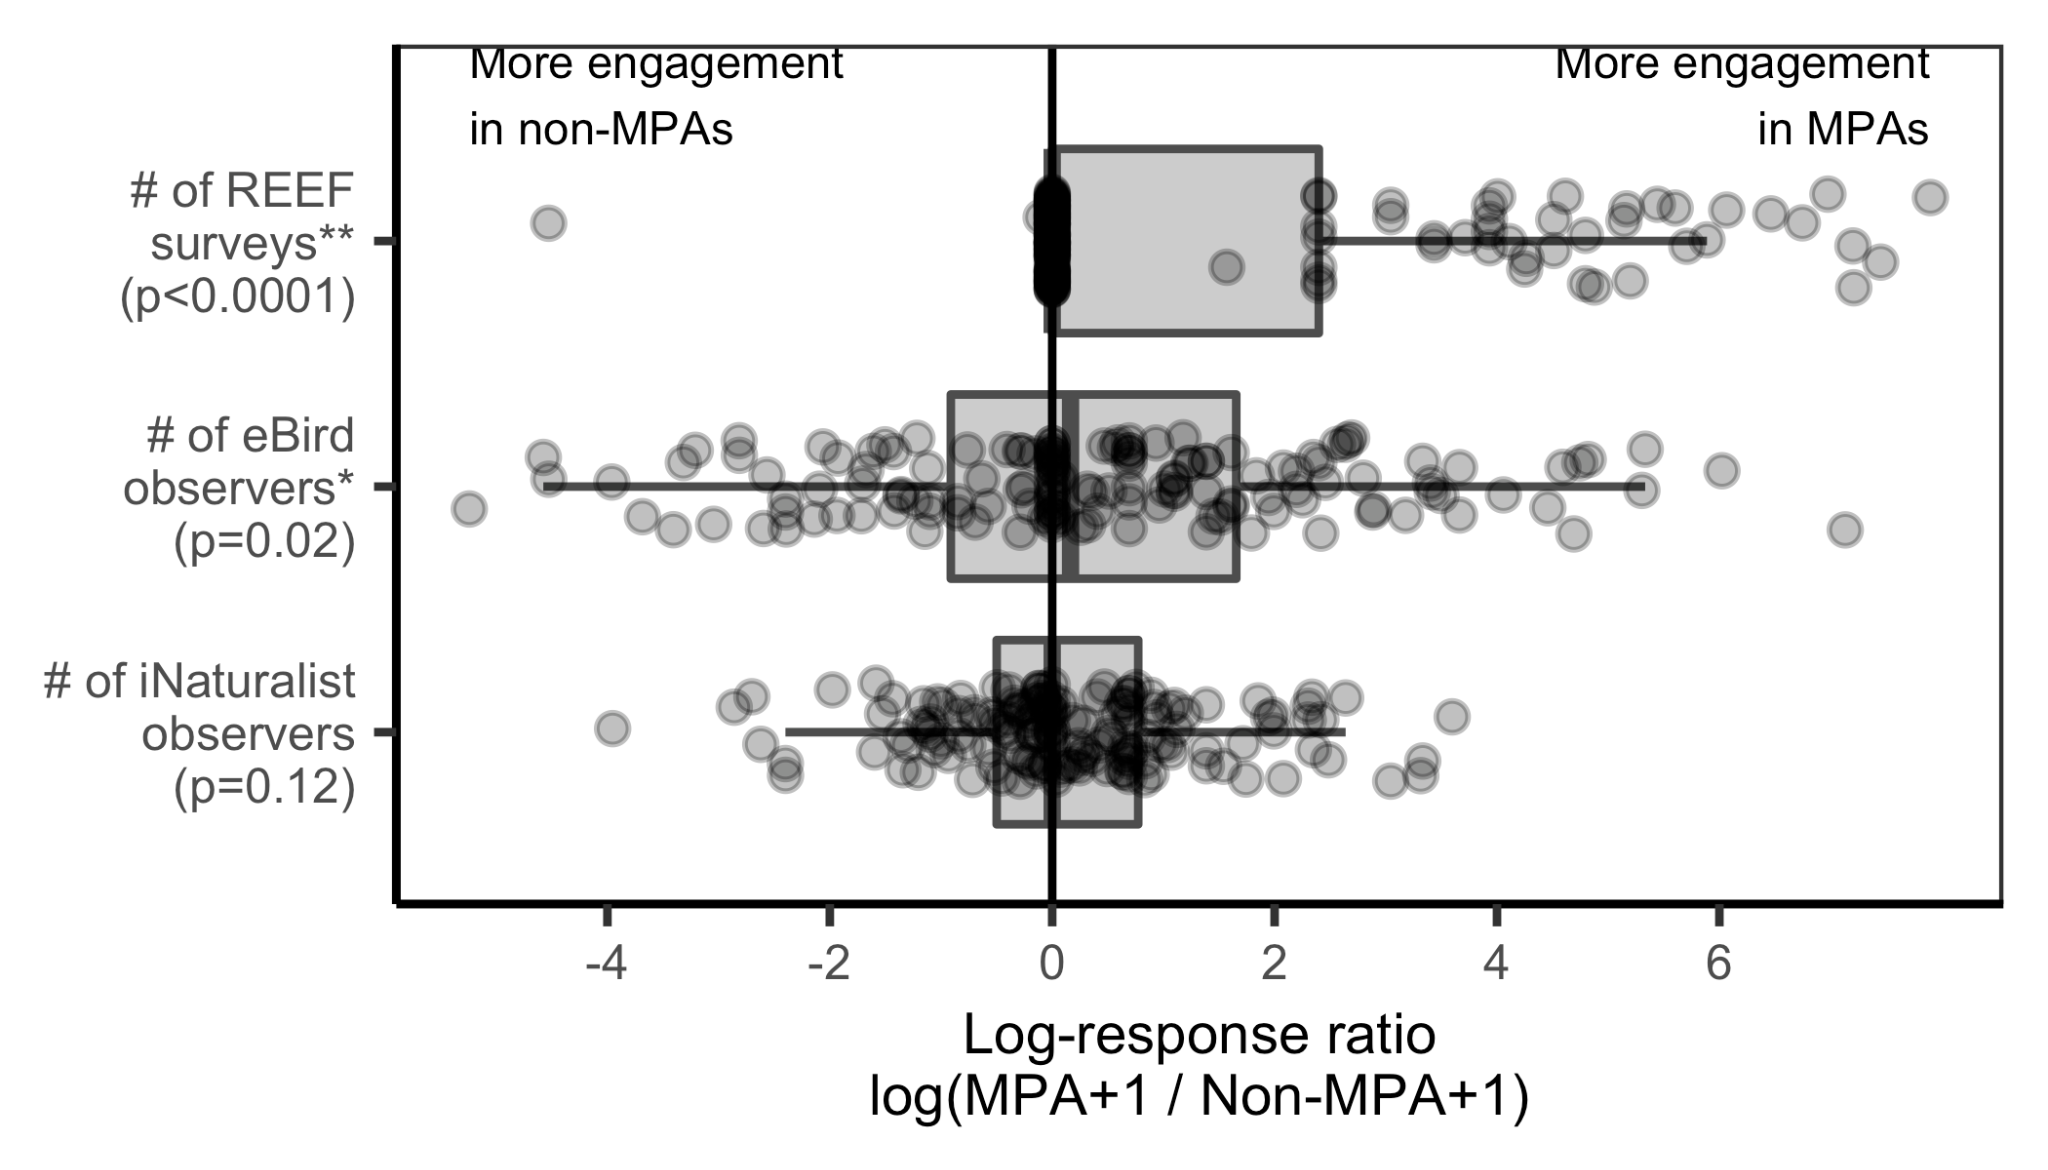 More engagement
in non-MPAs
More engagement
in MPAs
# of REEF
surveys**
(p<0.0001)
# of eBird
observers*
(p=0.02)
# of iNaturalist
observers
(p=0.12)
-4
-2
0
2
4
6
Log-response ratio
log(MPA+1 / Non-MPA+1)